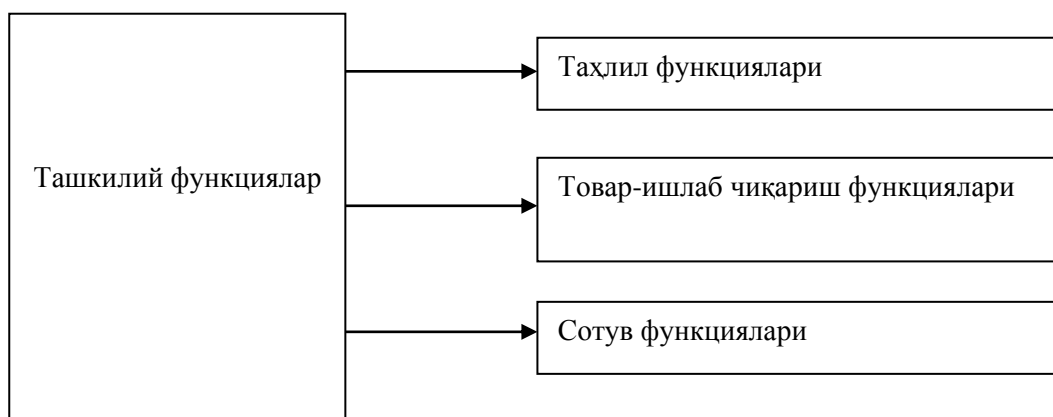 Таҳлил функциялари
Ташкилий функциялар
Товар-ишлаб чиқариш функциялари
Сотув функциялари